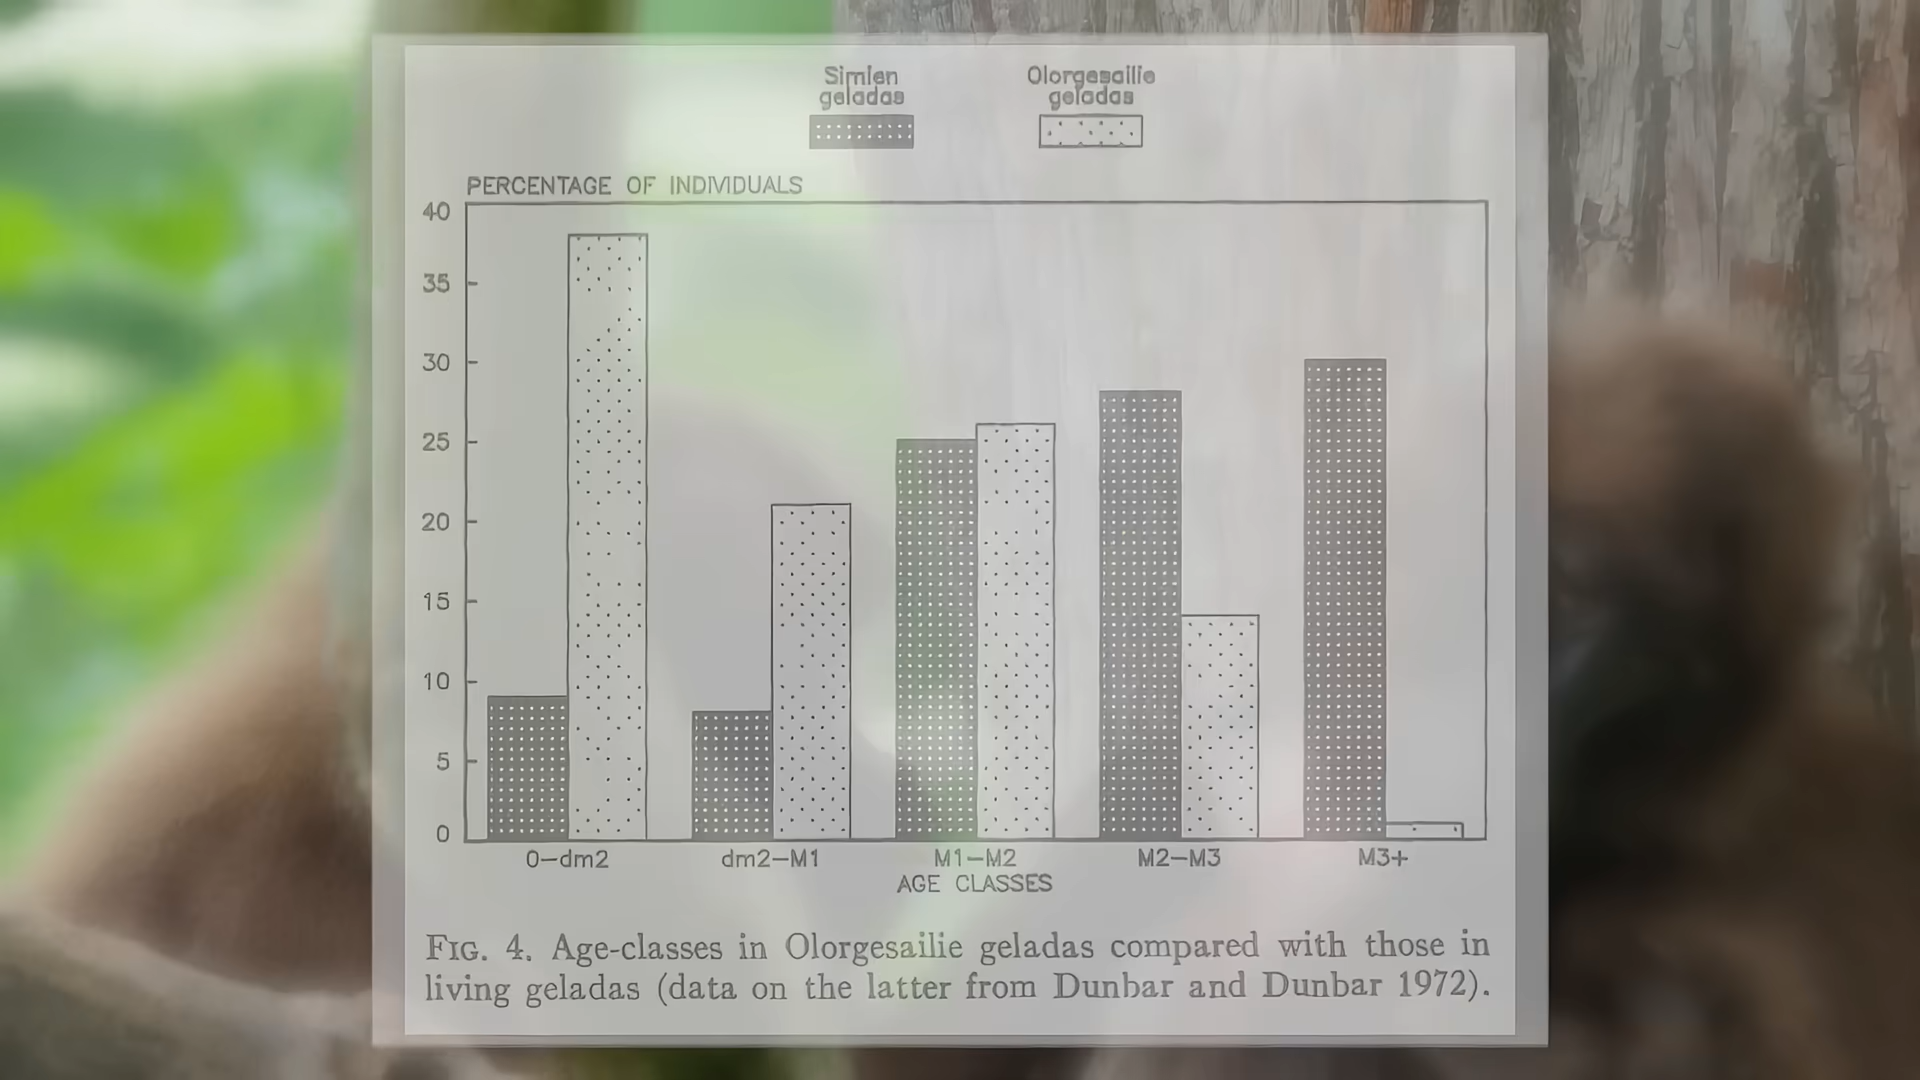 Simien
geladas
Olorgesailie
geladas
PERCENTAGE OF INDIVIDUALS
40
35
30
25
20
15
10
5
0
0-dm2 dm2-M1 M1-M2 M2-M3 M3+
AGE CLASSES
FIG. 4. Age-classes in Olorgesailie geladas compared with those in
living geladas (data on the latter from Dunbar and Dunbar 1972).